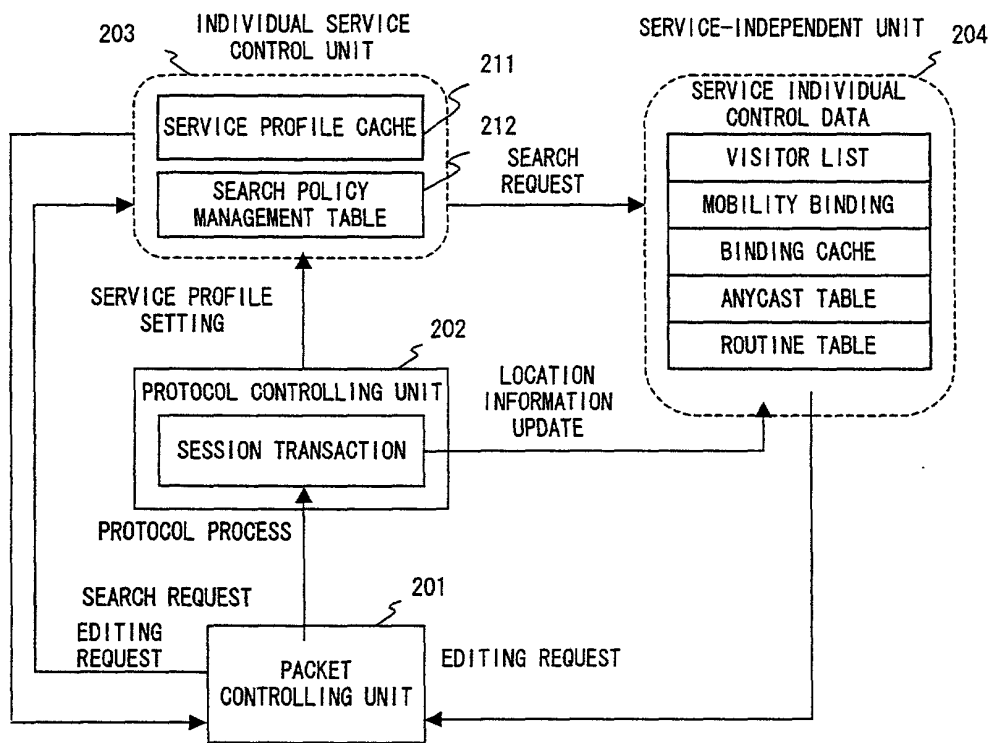 203
INDIVIDUAL SERVICE
CONTROL UNIT
211
SERVICE PROFILE CACHE
212
SEARCH POLICY
MANAGEMENT TABLE
SEARCH
REQUEST
SERVICE-INDEPENDENT UNIT
204
SERVICE INDIVIDUAL
CONTROL DATA
VISITOR LIST
MOBILITY BINDING
BINDING CACHE
ANYCAST TABLE
ROUTINE TABLE
SERVICE PROFILE
SETTING
202
PROTOCOL CONTROLLING UNIT
SESSION TRANSACTION
LOCATION
INFORMATION
UPDATE
PROTOCOL PROCESS
SEARCH REQUEST
EDITING
REQUEST
201
PACKET
CONTROLLING UNIT
EDITING REQUEST